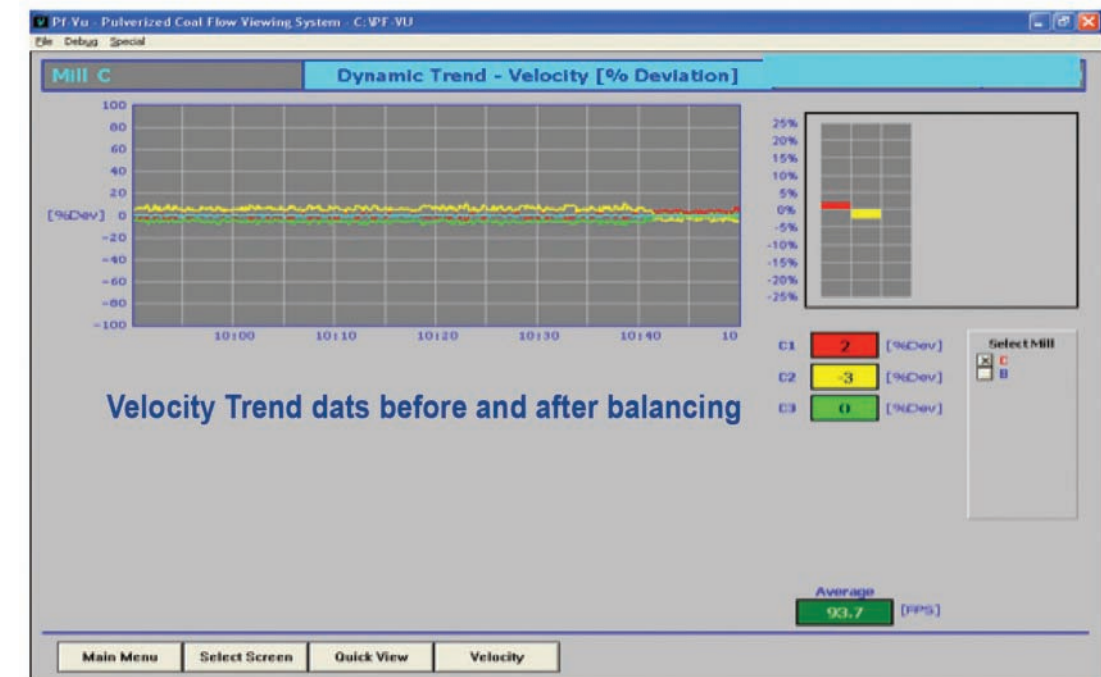 Pf-Vu - Pulverized Coal Flow Viewing System - C:\PF-VU
File Debug Special
Mill C
Dynamic Trend - Velocity [% Deviation]
100
80
60
40
20
[%Dev] 0
-20
-40
-60
-80
-100
10:00 10:10 10:20 10:30 10:40 10
25%
20%
15%
10%
5%
0%
-5%
-10%
-15%
-20%
-25%
C1 2 [%Dev]
C2 -3 [%Dev]
C3 0 [%Dev]
Select Mill
C
B
Velocity Trend dats before and after balancing
Average
93.7 [FPS]
Main Menu Select Screen Quick View Velocity